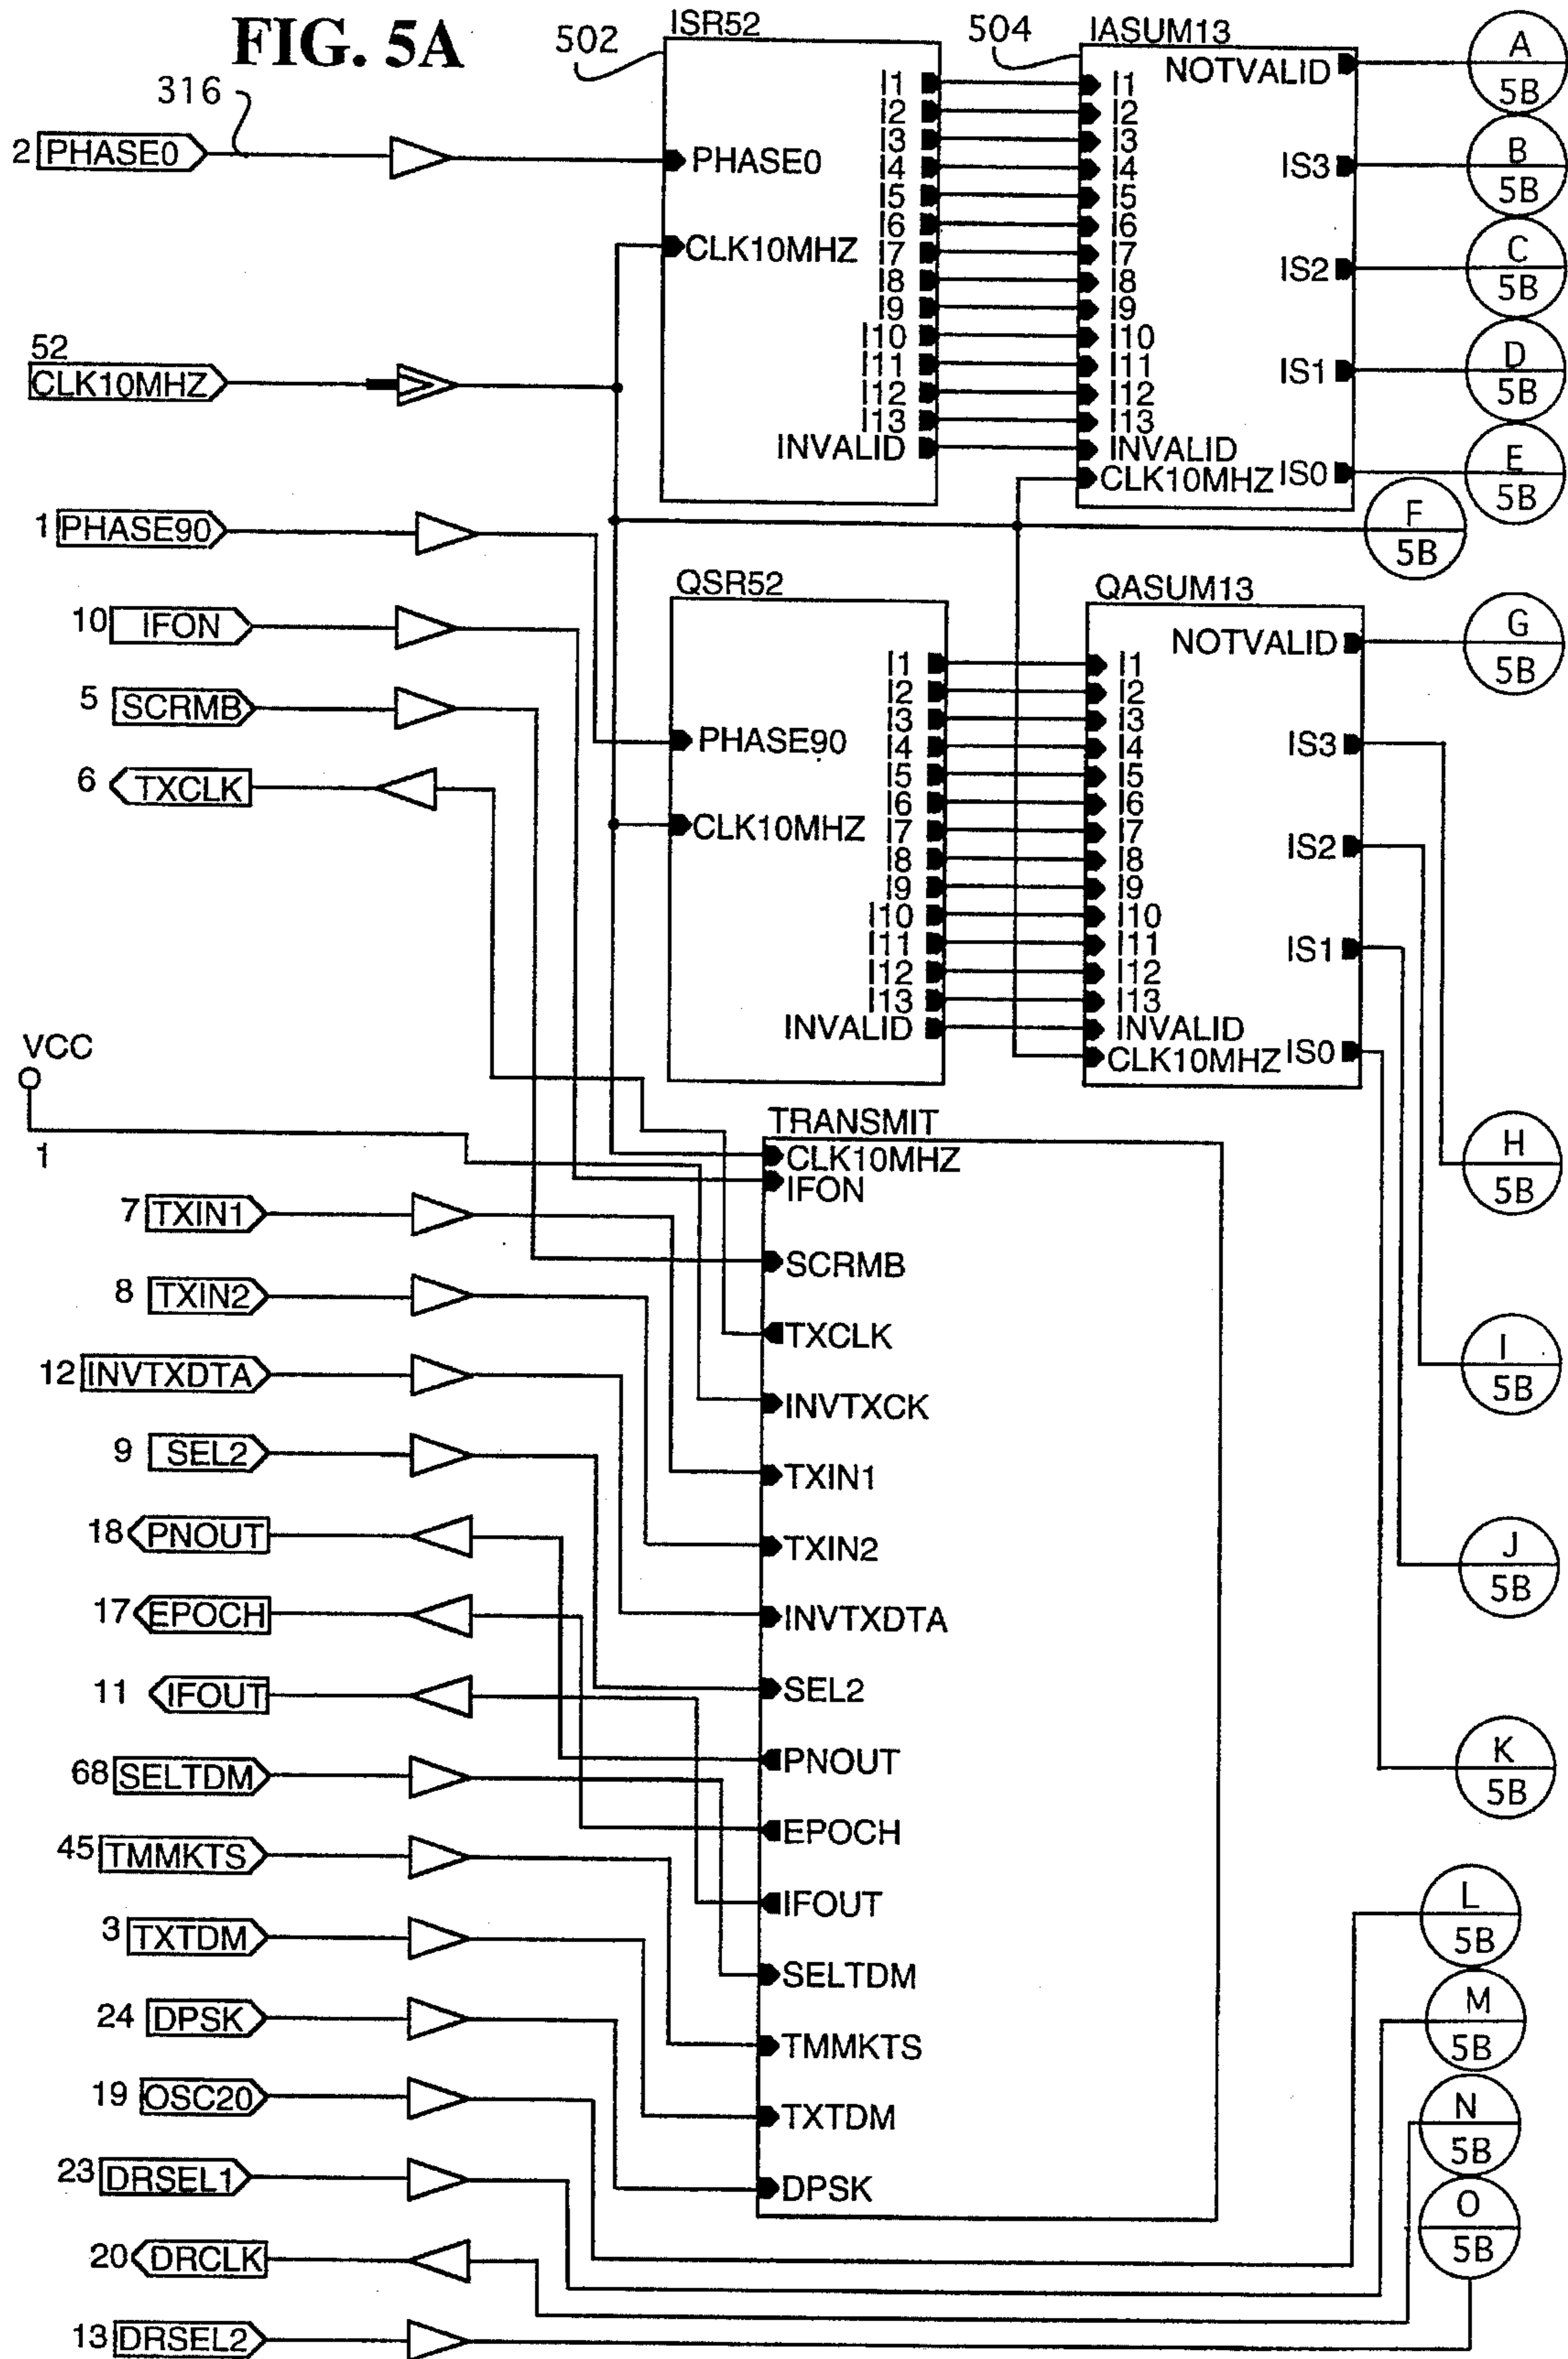 FIG. 5A
316
2 PHASE0
52
CLK10MHZ
1 PHASE90
10 IFON
5 SCRMB
6 TXCLK
VCC
1
7 TXIN1
8 TXIN2
12 INVTXDTA
9 SEL2
18 PNOUT
17 EPOCH
11 IFOUT
68 SELTDM
45 TMMKTS
3 TXTDM
24 DPSK
19 OSC20
23 DRSEL1
20 DRCLK
13 DRSEL2
502
ISR52
PHASE0
CLK10MHZ
I1
I2
I3
I4
I5
I6
I7
I8
I9
I10
I11
I12
I13
INVALID
504
IASUM13
I1
I2
I3
I4
I5
I6
I7
I8
I9
I10
I11
I12
I13
INVALID
CLK10MHZ
NOTVALID
IS3
IS2
IS1
IS0
QSR52
PHASE90
CLK10MHZ
I1
I2
I3
I4
I5
I6
I7
I8
I9
I10
I11
I12
I13
INVALID
QASUM13
I1
I2
I3
I4
I5
I6
I7
I8
I9
I10
I11
I12
I13
INVALID
CLK10MHZ
NOTVALID
IS3
IS2
IS1
IS0
TRANSMIT
CLK10MHZ
IFON
SCRMB
TXCLK
INVTXCK
TXIN1
TXIN2
INVTXDTA
SEL2
PNOUT
EPOCH
IFOUT
SELTDM
TMMKTS
TXTDM
DPSK
A
5B
B
5B
C
5B
D
5B
E
5B
F
5B
G
5B
H
5B
I
5B
J
5B
K
5B
L
5B
M
5B
N
5B
O
5B